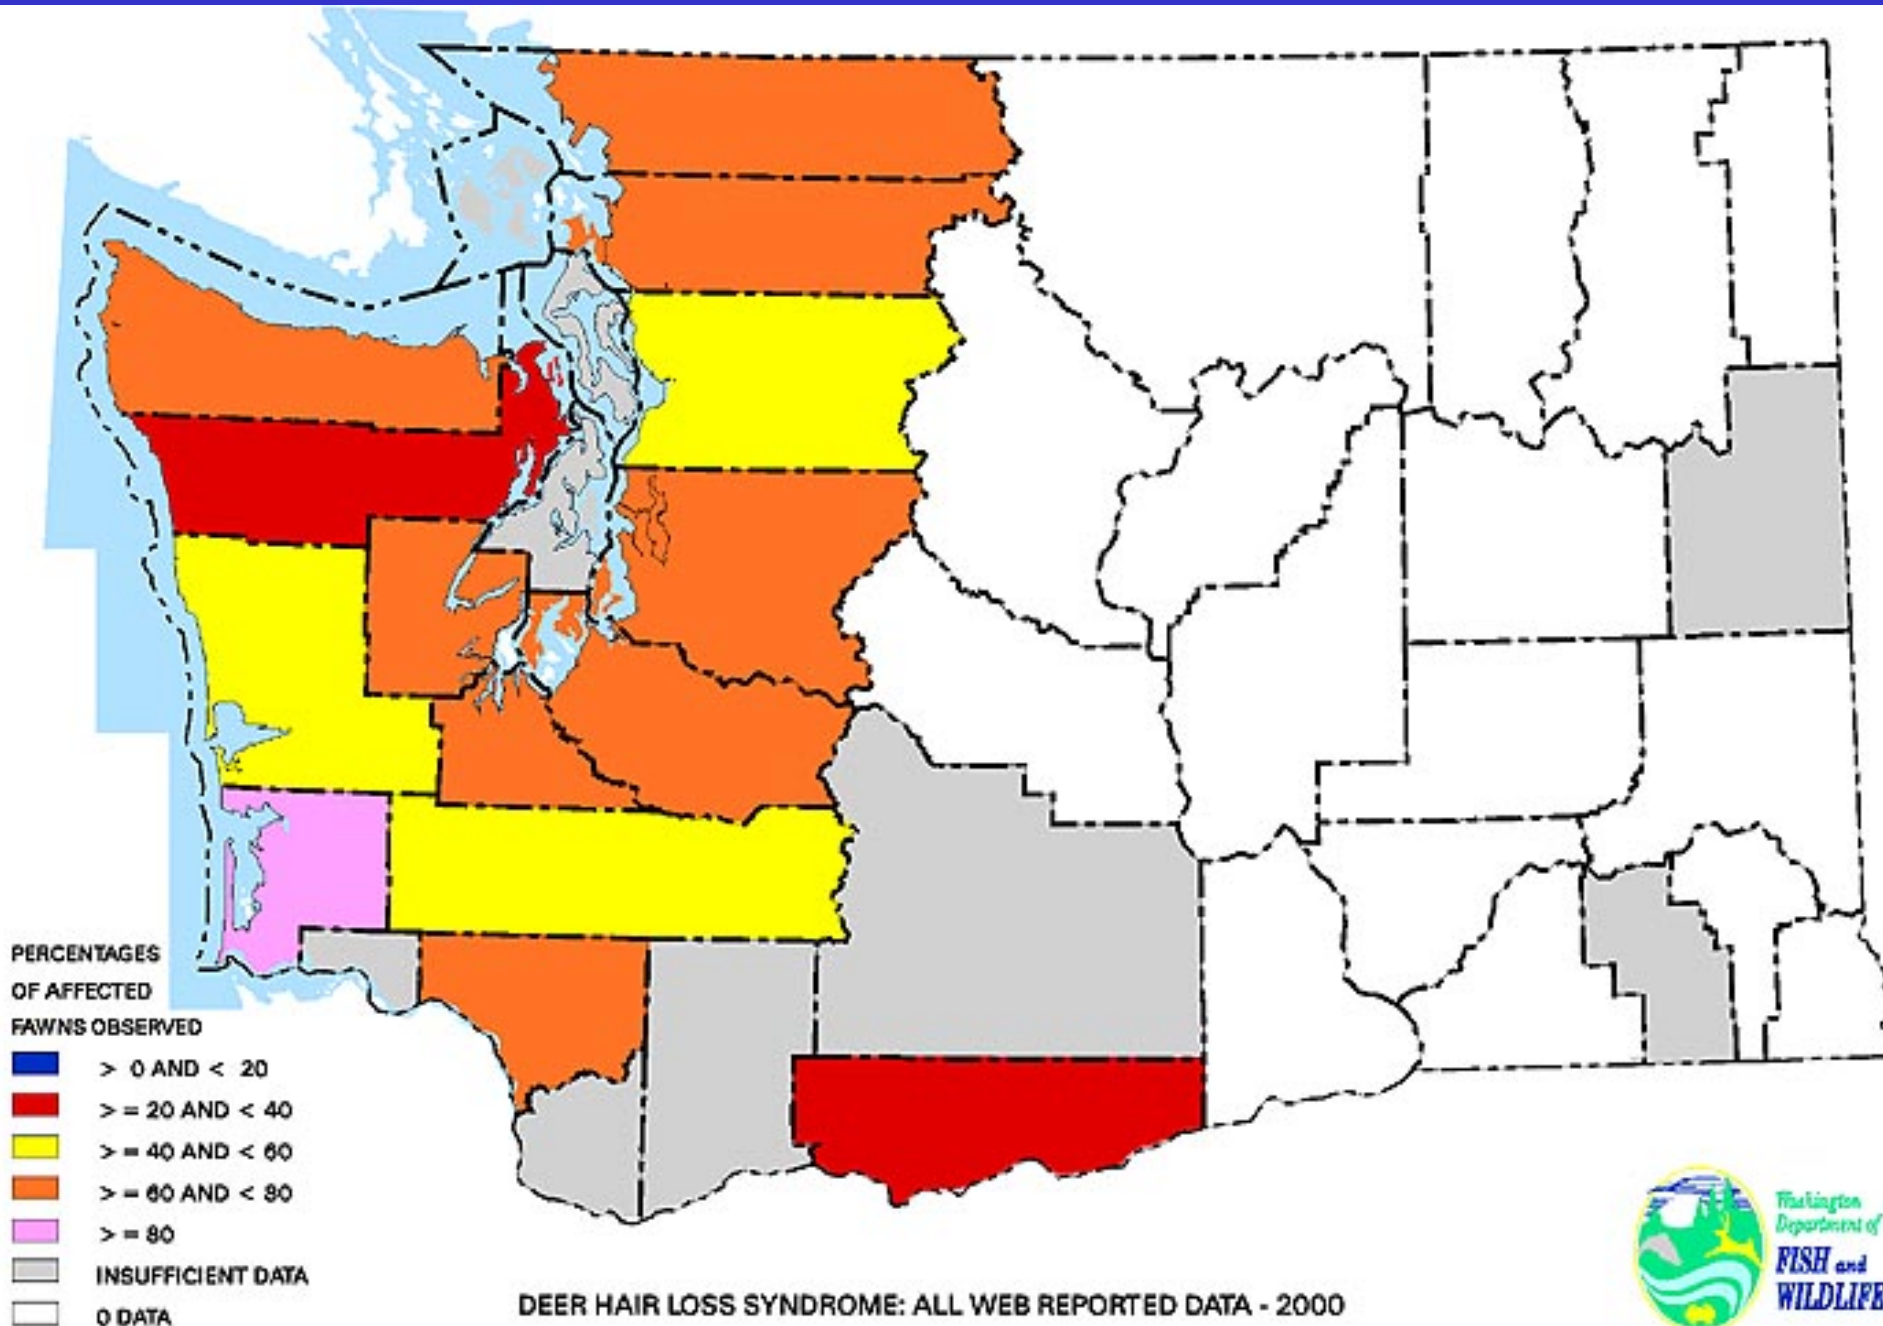 PERCENTAGES
OF AFFECTED
FAWNS OBSERVED
> 0 AND < 20
> = 20 AND < 40
> = 40 AND < 60
> = 60 AND < 80
> = 80
INSUFFICIENT DATA
0 DATA
DEER HAIR LOSS SYNDROME: ALL WEB REPORTED DATA - 2000
Washington
Department of
FISH and
WILDLIFE